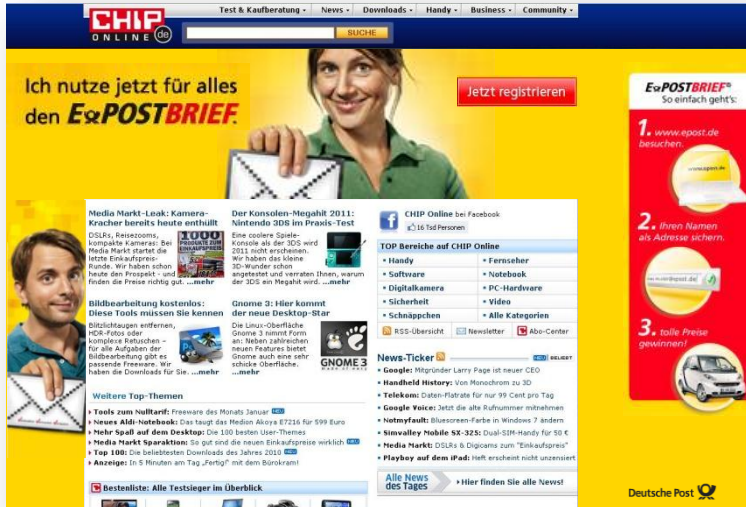 Test & Kaufberatung
News
Downloads
Handy
Business
Community
CHIP
ONLINE de
SUCHE
Ich nutze jetzt für alles
den E POSTBRIEF.
Jetzt registrieren
E POSTBRIEF
So einfach geht's:
1. www.epost.de
besuchen.
2. Ihren Namen
als Adresse sichern.
3. tolle Preise
gewinnen!
Media Markt-Leak: Kamera-
Kracher bereits heute enthüllt
DSLRs, Reisezooms,
kompakte Kameras: Bei
Media Markt startet die
letzte Einkaufspreis-
Runde. Wir haben schon
heute den Prospekt - und
finden die Preise richtig gut. ...mehr
1000
PRODUKTE ZUM
EINKAUFSPREIS
Der Konsolen-Megahit 2011:
Nintendo 3DS im Praxis-Test
Eine coolere Spiele-
Konsole als der 3DS wird
2011 nicht erscheinen.
Wir haben das kleine
3D-Wunder schon
angetestet und verraten Ihnen, warum
der 3DS ein Megahit wird. ...mehr
Bildbearbeitung kostenlos:
Diese Tools müssen Sie kennen
Blitzlichtaugen entfernen,
HDR-Fotos oder
komplexe Retuschen -
für alle Aufgaben der
Bildbearbeitung gibt es
passende Freeware. Wir
haben die Downloads für Sie. ...mehr
Gnome 3: Hier kommt
der neue Desktop-Star
Die Linux-Oberfläche
Gnome 3 nimmt Form
an: Neben zahlreichen
neuen Features bietet
Gnome auch eine sehr
schicke Oberfläche.
...mehr
GNOME 3
Weitere Top-Themen
Tools zum Nulltarif: Freeware des Monats Januar NEU
Neues Aldi-Notebook: Das taugt das Medion Akoya E7216 für 599 Euro
Mehr Spaß auf dem Desktop: Die 100 besten User-Themes
Media Markt Sparaktion: So gut sind die neuen Einkaufspreise wirklich NEU
Top 100: Die beliebtesten Downloads des Jahres 2010 NEU
Anzeige: In 5 Minuten am Tag „Fertig!" mit dem Bürokram!
Bestenliste: Alle Testsieger im Überblick
CHIP Online bei Facebook
16 Tsd Personen
TOP Bereiche auf CHIP Online
Handy
Fernseher
Software
Notebook
Digitalkamera
PC-Hardware
Sicherheit
Video
Schnäppchen
Alle Kategorien
RSS-Übersicht
Newsletter
Abo-Center
News-Ticker
NEU BELIEBT
Google: Mitgründer Larry Page ist neuer CEO
Handheld History: Von Monochrom zu 3D
Telekom: Daten-Flatrate für nur 99 Cent pro Tag
Google Voice: Jetzt die alte Rufnummer mitnehmen
Notmyfault: Bluescreen-Farbe in Windows 7 ändern
Simvalley Mobile SX-325: Dual-SIM-Handy für 50 €
Media Markt: DSLRs & Digicams zum "Einkaufspreis"
Playboy auf dem iPad: Heft erscheint nicht unzensiert
Alle News
des Tages
Hier finden Sie alle News!
Deutsche Post